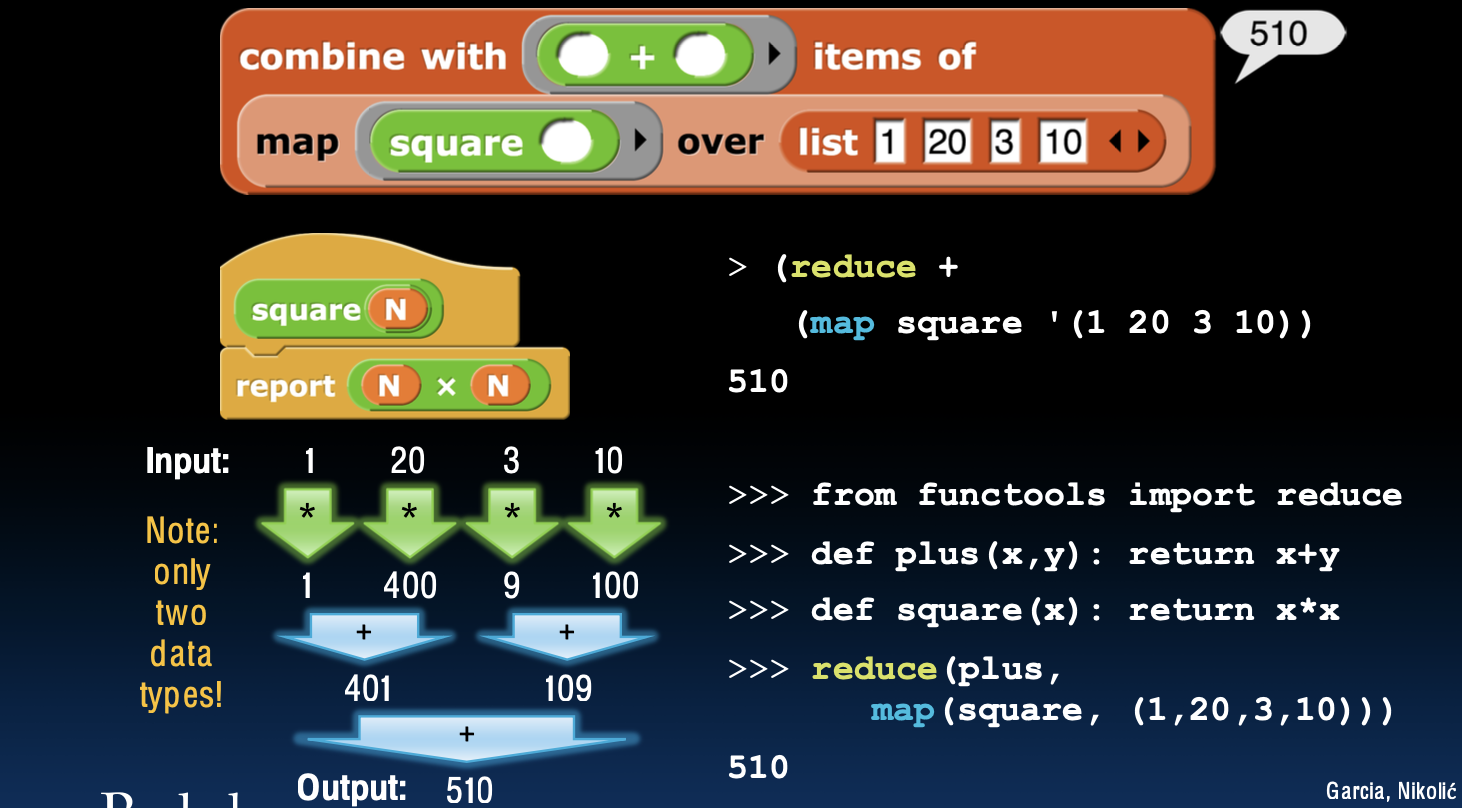 combine with + items of
510
map square over list 1 20 3 10
square N
report N × N
> (reduce +
(map square '(1 20 3 10))
510
Input: 1 20 3 10
* * * *
Note:
only
two
data
types!
1 400 9 100
+ +
401 109
+
Output: 510
>>> from functools import reduce
>>> def plus(x,y): return x+y
>>> def square(x): return x*x
>>> reduce(plus,
map(square, (1,20,3,10)))
510
Garcia, Nikolić